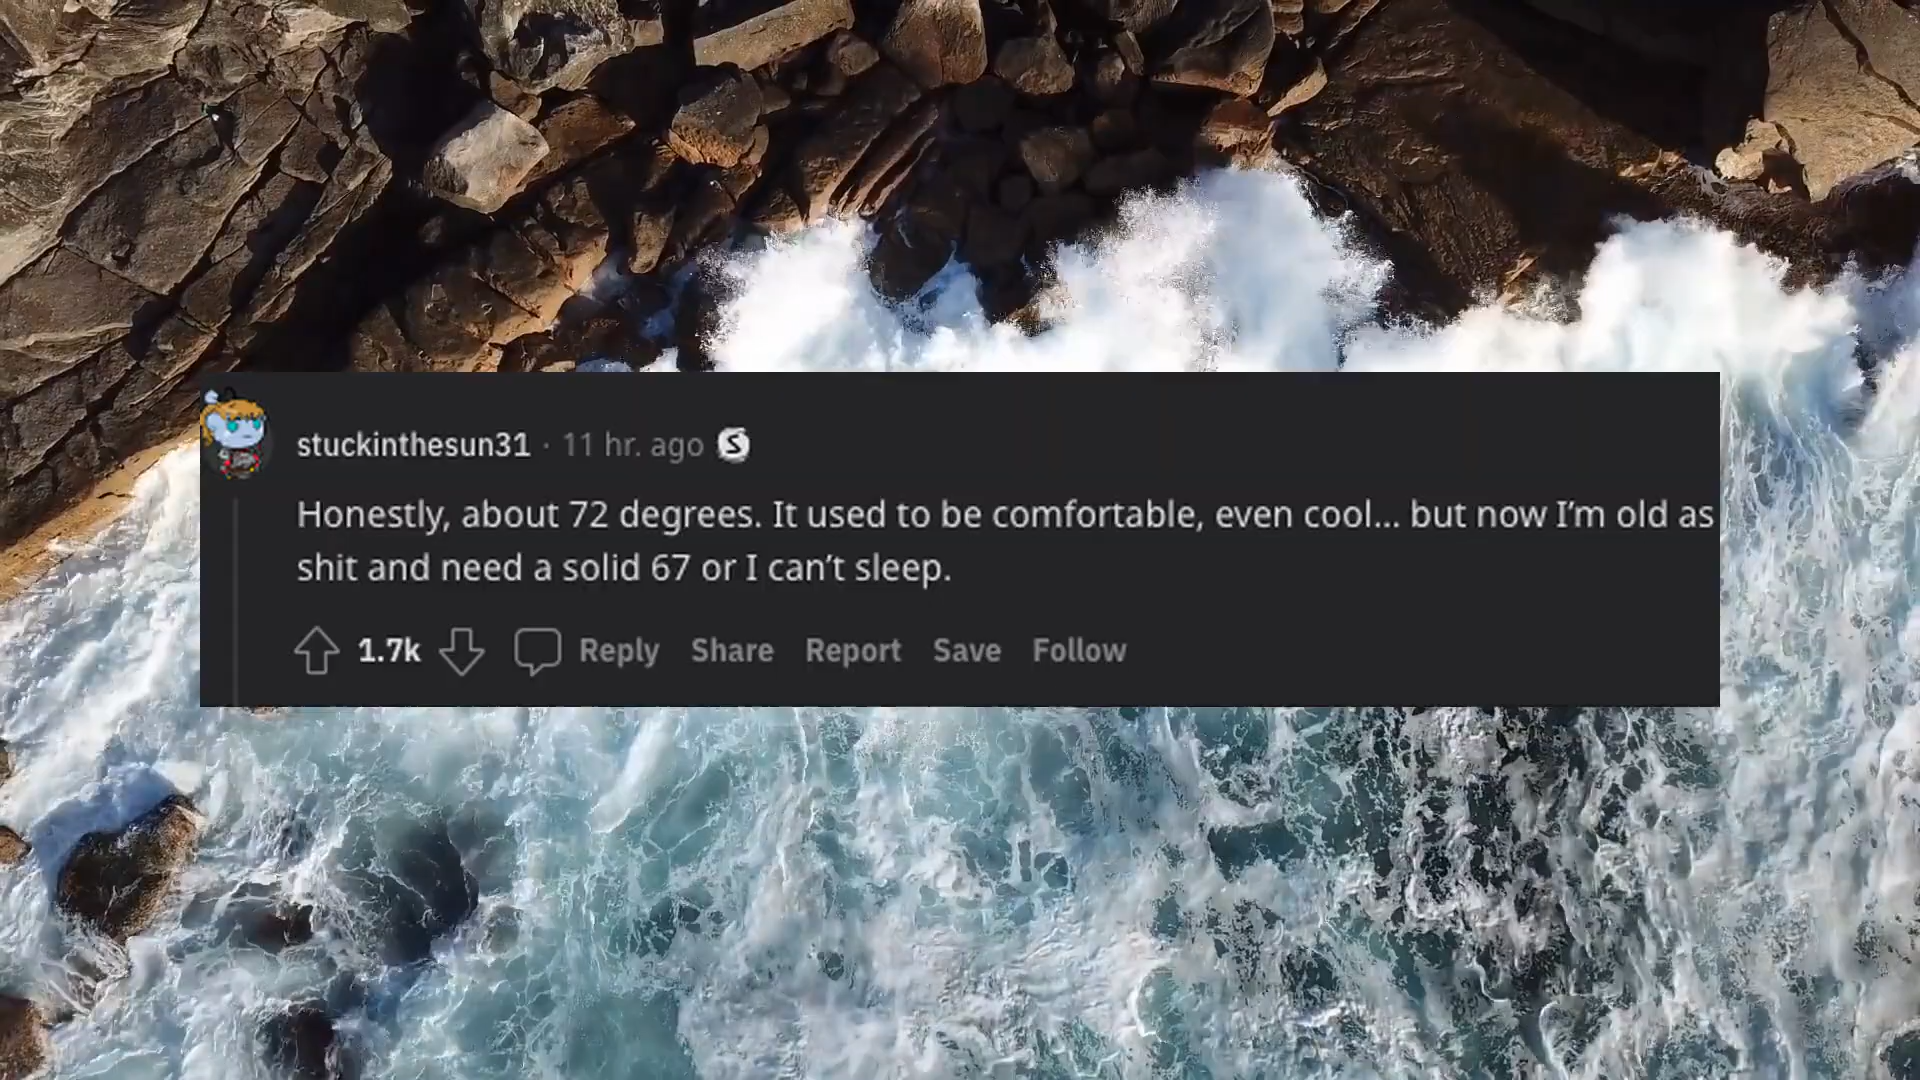 stuckinthesun31 · 11 hr. ago
Honestly, about 72 degrees. It used to be comfortable, even cool... but now I’m old as
shit and need a solid 67 or I can’t sleep.
1.7k Reply Share Report Save Follow